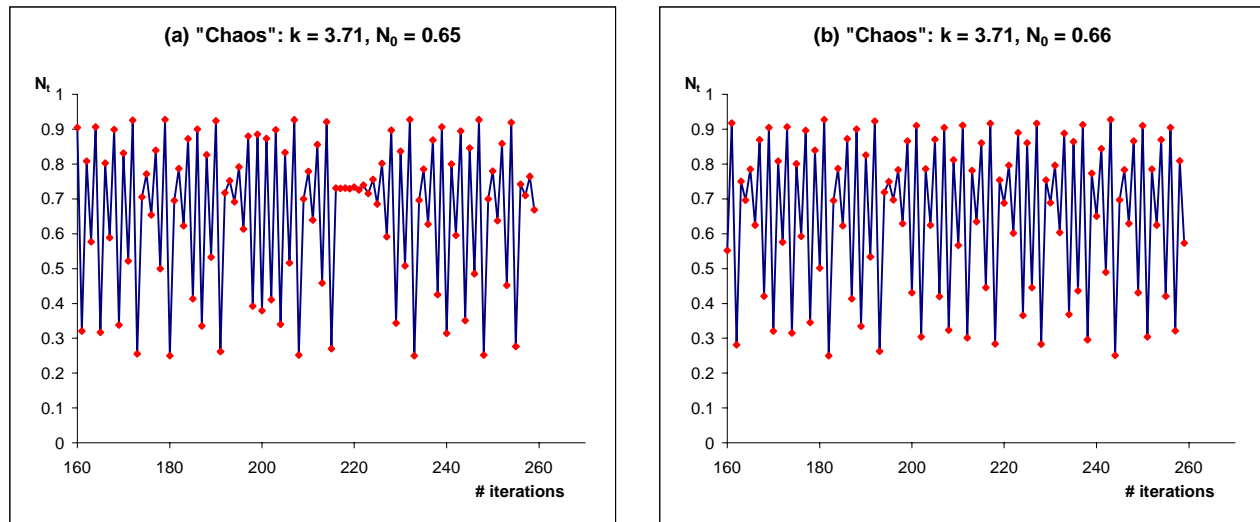 (a) "Chaos": k = 3.71, N₀ = 0.65
Nₜ
1
0.9
0.8
0.7
0.6
0.5
0.4
0.3
0.2
0.1
0
160 180 200 220 240 260
# iterations
(b) "Chaos": k = 3.71, N₀ = 0.66
Nₜ
1
0.9
0.8
0.7
0.6
0.5
0.4
0.3
0.2
0.1
0
160 180 200 220 240 260
# iterations